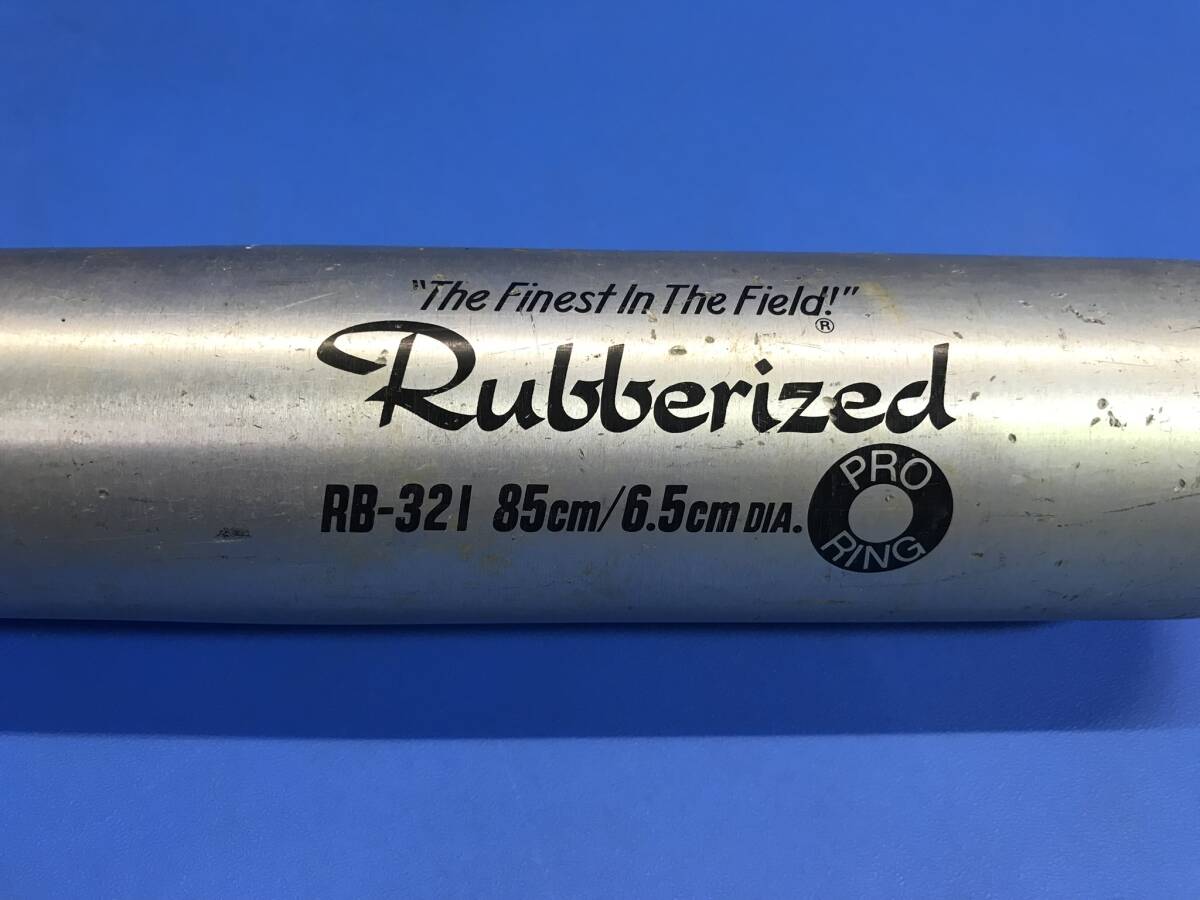 "The Finest In The Field!"
®
Rubberized
RB-321 85cm/6.5cm DIA.
PRO
RING